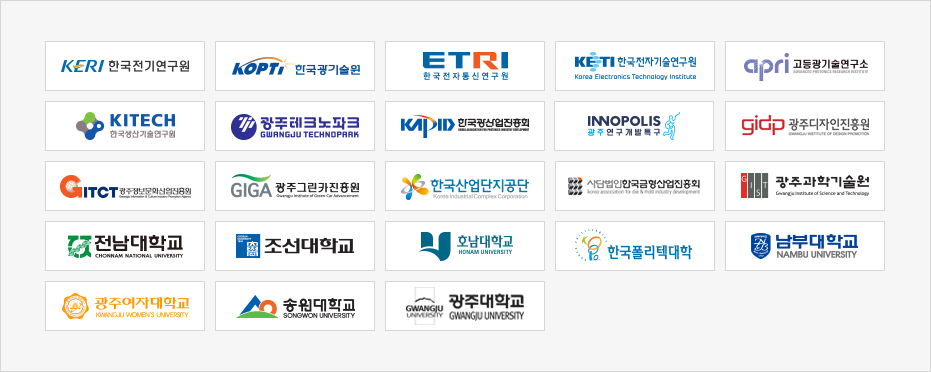 KERI 한국전기연구원
KOPTI 한국광기술원
ETRI
한국전자통신연구원
KETI 한국전자기술연구원
Korea Electronics Technology Institute
apri 고등광기술연구소
ADVANCED PHOTONICS RESEARCH INSTITUTE
KITECH
한국생산기술연구원
광주테크노파크
GWANGJU TECHNOPARK
KAPID 한국광산업진흥회
KOREA ASSOCIATION FOR PHOTONICS INDUSTRY DEVELOPMENT
INNOPOLIS
광주연구개발특구
gidp 광주디자인진흥원
GWANGJU INSTITUTE OF DESIGN PROMOTION
GITCT 광주정보문화산업진흥원
GIGA 광주그린카진흥원
Gwangju Institute of Green Car Advancement
한국산업단지공단
Korea Industrial Complex Corporation
사단법인한국금형산업진흥회
Korea association for die & mold industry development
GIST 광주과학기술원
Gwangju Institute of Science and Technology
전남대학교
CHONNAM NATIONAL UNIVERSITY
조선대학교
호남대학교
HONAM UNIVERSITY
한국폴리텍대학
남부대학교
NAMBU UNIVERSITY
광주여자대학교
KWANGJU WOMEN'S UNIVERSITY
송원대학교
SONGWON UNIVERSITY
GWANGJU
UNIVERSITY
광주대학교
GWANGJU UNIVERSITY